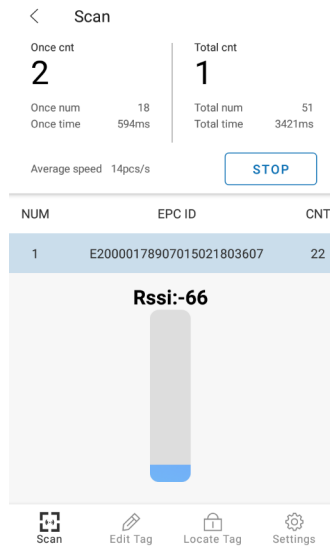 Scan
Once cnt
Total cnt
2
1
Once num 18
Total num 51
Once time 594ms
Total time 3421ms
Average speed 14pcs/s
STOP
NUM EPC ID CNT
1 E20000178907015021803607 22
Rssi:-66
Scan Edit Tag Locate Tag Settings